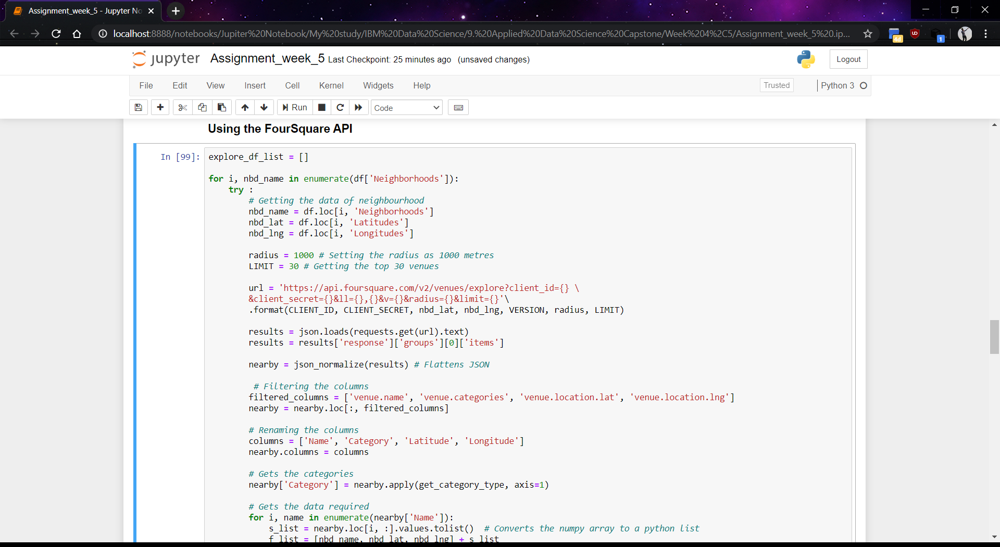 Assignment_week_5 - Jupyter No
localhost:8888/notebooks/Jupiter%20Notebook/My%20study/IBM%20Data%20Science/9.%20Applied%20Data%20Science%20Capstone/Week%204%2C5/Assignment_week_5%20.ip...
4d
UD
1
jupyter Assignment_week_5 Last Checkpoint: 25 minutes ago (unsaved changes)
Logout
File Edit View Insert Cell Kernel Widgets Help
Trusted
Python 3
Run
Code
Using the FourSquare API
In [99]: explore_df_list = []
for i, nbd_name in enumerate(df['Neighborhoods']):
try :
# Getting the data of neighbourhood
nbd_name = df.loc[i, 'Neighborhoods']
nbd_lat = df.loc[i, 'Latitudes']
nbd_lng = df.loc[i, 'Longitudes']
radius = 1000 # Setting the radius as 1000 metres
LIMIT = 30 # Getting the top 30 venues
url = 'https://api.foursquare.com/v2/venues/explore?client_id={} \
&client_secret={}&ll={},{}&v={}&radius={}&limit={}'\
.format(CLIENT_ID, CLIENT_SECRET, nbd_lat, nbd_lng, VERSION, radius, LIMIT)
results = json.loads(requests.get(url).text)
results = results['response']['groups'][0]['items']
nearby = json_normalize(results) # Flattens JSON
# Filtering the columns
filtered_columns = ['venue.name', 'venue.categories', 'venue.location.lat', 'venue.location.lng']
nearby = nearby.loc[:, filtered_columns]
# Renaming the columns
columns = ['Name', 'Category', 'Latitude', 'Longitude']
nearby.columns = columns
# Gets the categories
nearby['Category'] = nearby.apply(get_category_type, axis=1)
# Gets the data required
for i, name in enumerate(nearby['Name']):
s_list = nearby.loc[i, :].values.tolist() # Converts the numpy array to a python list
f_list = [nbd_name, nbd_lat, nbd_lng] + s_list